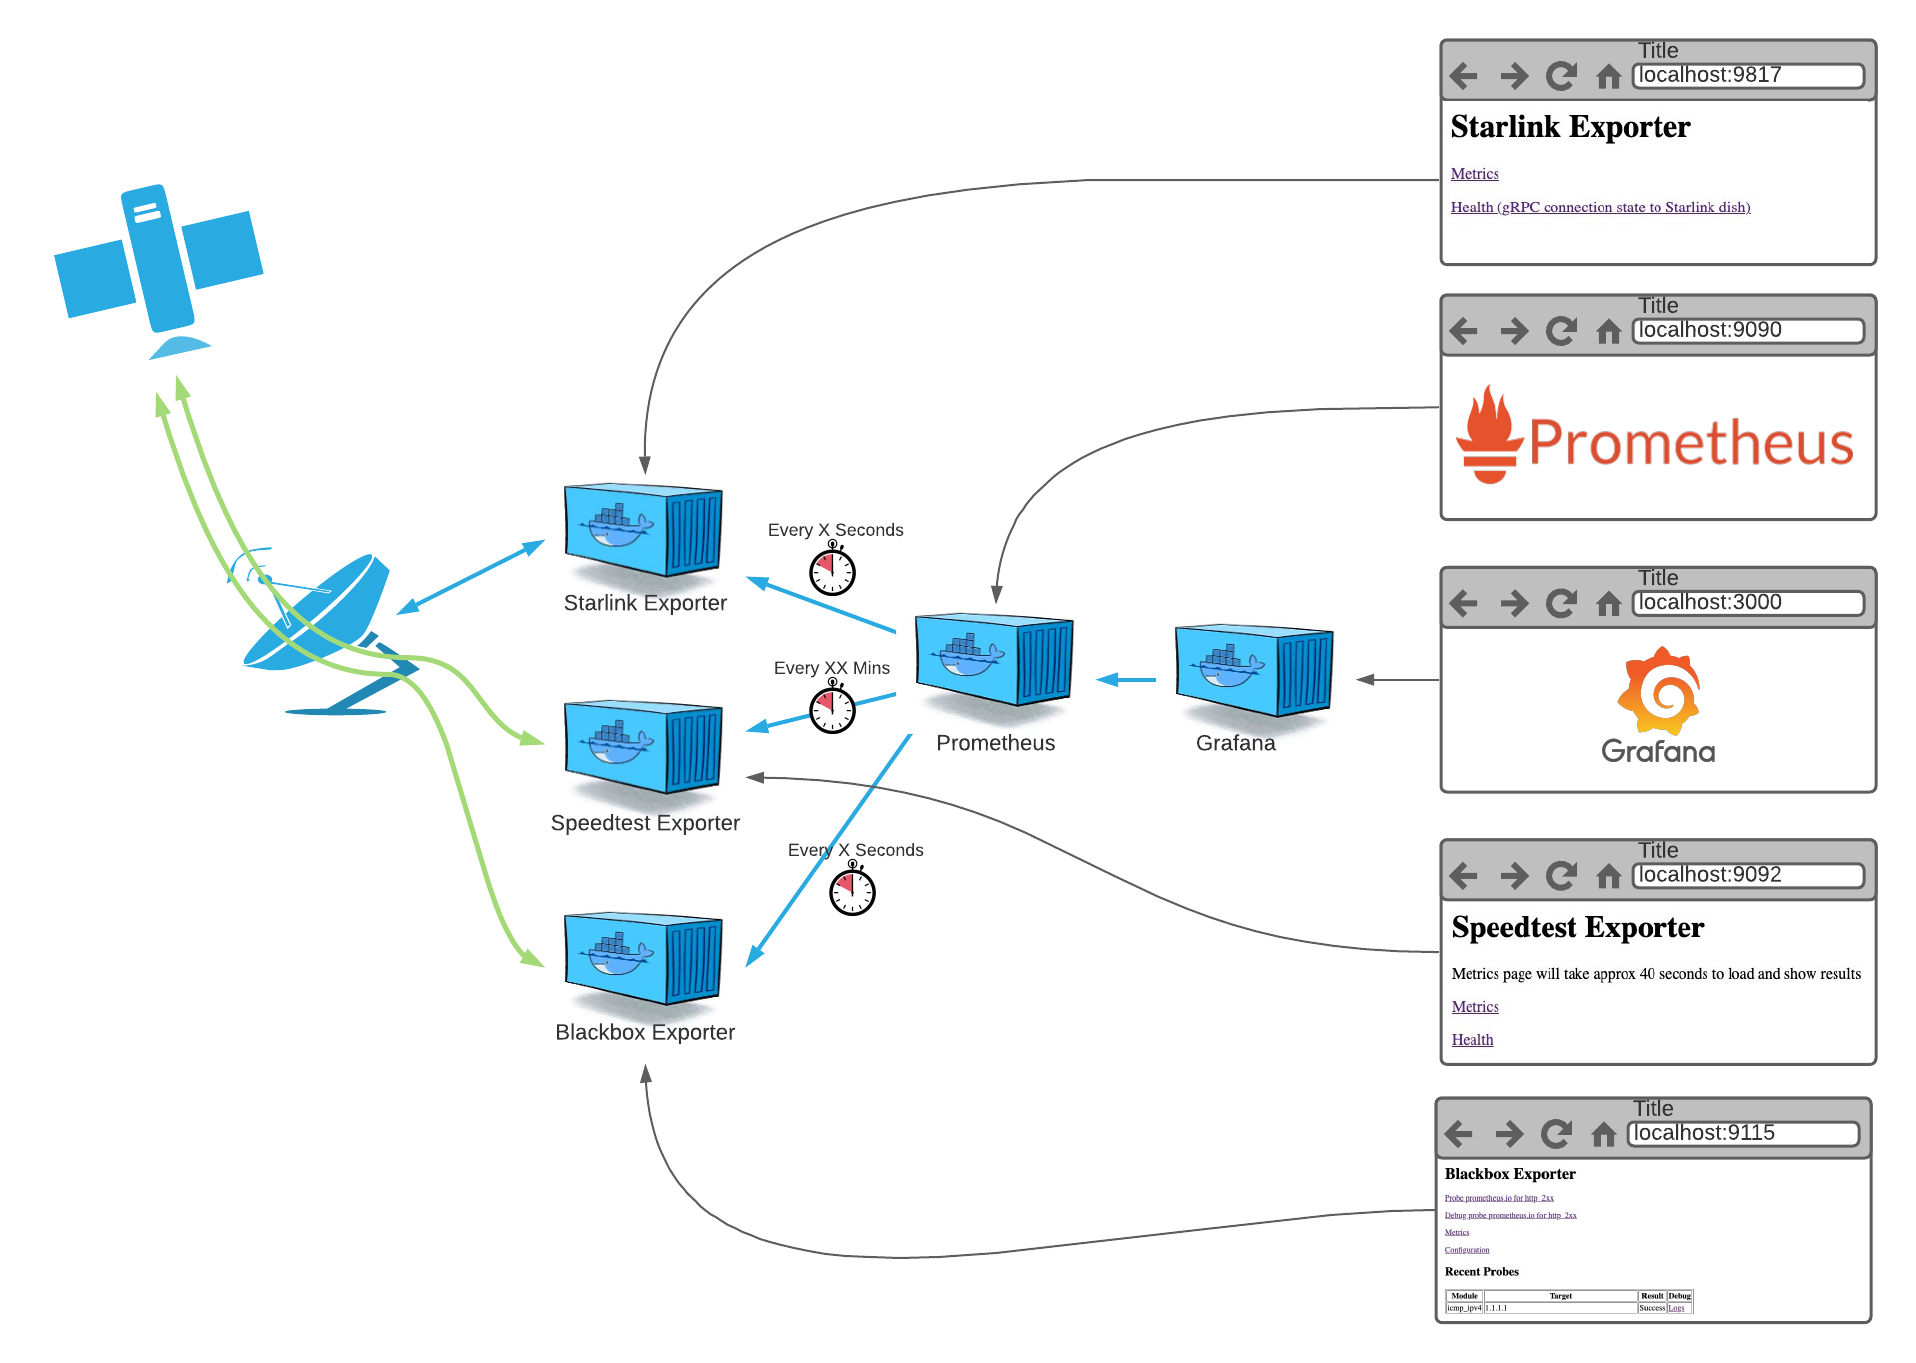 Title
localhost:9817
Starlink Exporter
Metrics
Health (gRPC connection state to Starlink dish)
Title
localhost:9090
Prometheus
Every X Seconds
Starlink Exporter
Title
localhost:3000
Grafana
Every XX Mins
Prometheus
Grafana
Speedtest Exporter
Every X Seconds
Title
localhost:9092
Speedtest Exporter
Metrics page will take approx 40 seconds to load and show results
Metrics
Health
Blackbox Exporter
Title
localhost:9115
Blackbox Exporter
Probe prometheus.io for http_2xx
Debug probe prometheus.io for http_2xx
Metrics
Configuration
Recent Probes
Module Target Result Debug
icmp_ipv4 1.1.1.1 Success Logs